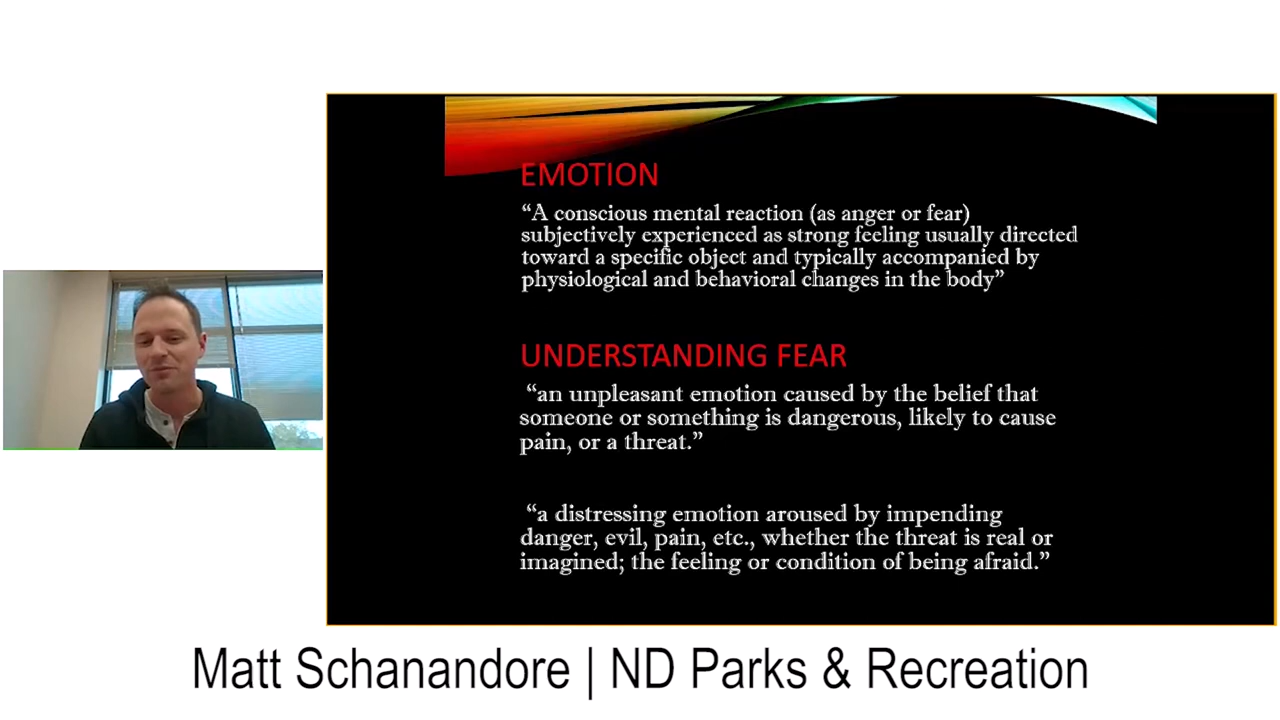 EMOTION
“A conscious mental reaction (as anger or fear)
subjectively experienced as strong feeling usually directed
toward a specific object and typically accompanied by
physiological and behavioral changes in the body”
UNDERSTANDING FEAR
“an unpleasant emotion caused by the belief that
someone or something is dangerous, likely to cause
pain, or a threat.”
“a distressing emotion aroused by impending
danger, evil, pain, etc., whether the threat is real or
imagined; the feeling or condition of being afraid.”
Matt Schanandore | ND Parks & Recreation